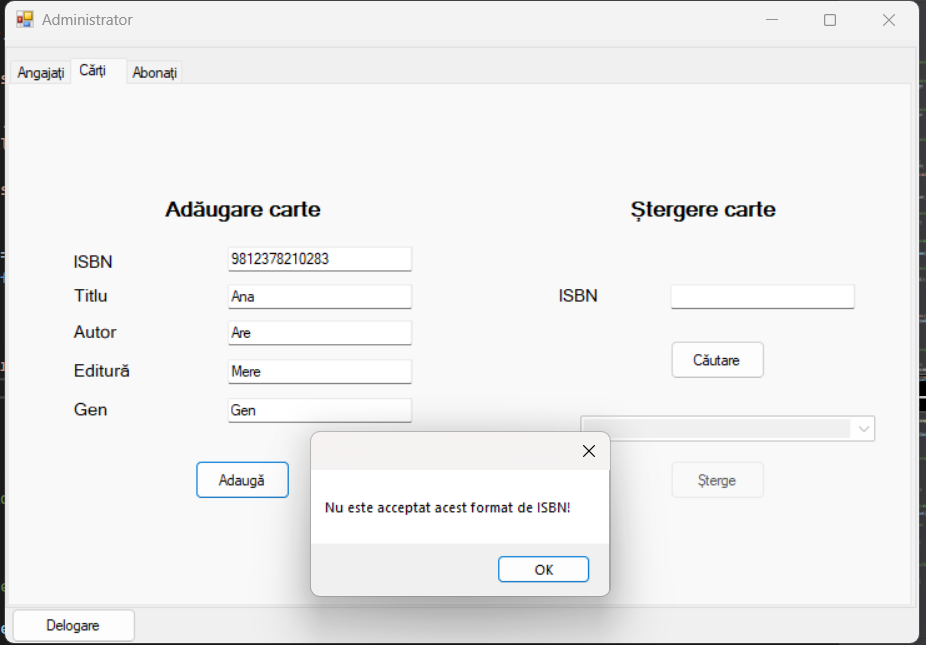 Administrator
Angajați Cărți Abonați
Adăugare carte
ISBN 9812378210283
Titlu Ana
Autor Are
Editură Mere
Gen Gen
Adaugă
Ștergere carte
ISBN
Căutare
Șterge
Nu este acceptat acest format de ISBN!
OK
Delogare